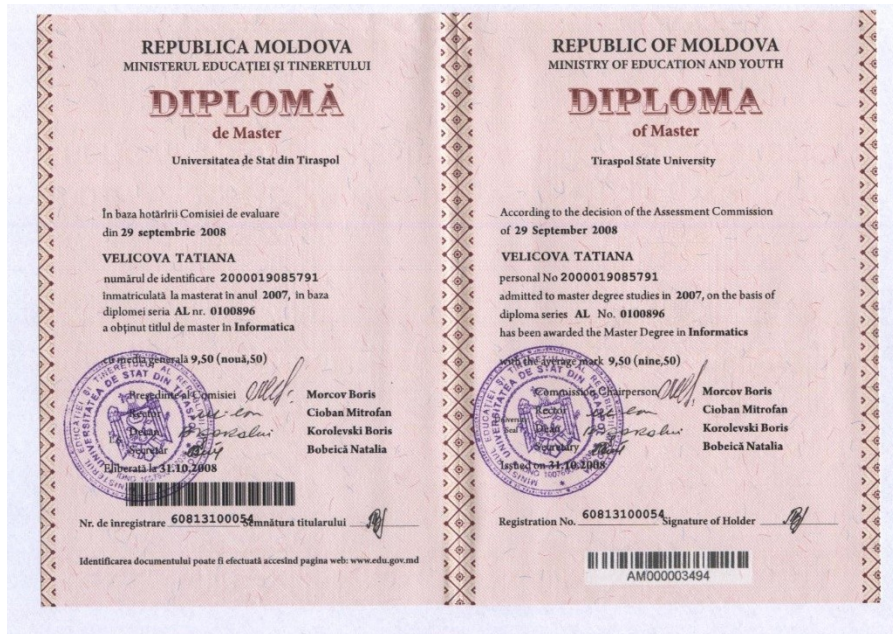 REPUBLICA MOLDOVA
MINISTERUL EDUCAȚIEI ȘI TINERETULUI
DIPLOMĂ
de Master
Universitatea de Stat din Tiraspol
În baza hotărîrii Comisiei de evaluare
din 29 septembrie 2008
VELICOVA TATIANA
numărul de identificare 2000019085791
înmatriculată la masterat în anul 2007, în baza
diplomei seria AL nr. 0100896
a obținut titlul de master în Informatica
cu media generală 9,50 (nouă,50)
Președinte al Comisiei Morcov Boris
Rector Cioban Mitrofan
Decan Korolevski Boris
Secretar Bobeică Natalia
Eliberată la 31.10.2008
Nr. de înregistrare 60813100054 Semnătura titularului
Identificarea documentului poate fi efectuată accesînd pagina web: www.edu.gov.md
REPUBLIC OF MOLDOVA
MINISTRY OF EDUCATION AND YOUTH
DIPLOMA
of Master
Tiraspol State University
According to the decision of the Assessment Commission
of 29 September 2008
VELICOVA TATIANA
personal No 2000019085791
admitted to master degree studies in 2007, on the basis of
diploma series AL No. 0100896
has been awarded the Master Degree in Informatics
with the average mark 9,50 (nine,50)
Commission Chairperson Morcov Boris
Rector Cioban Mitrofan
Dean Korolevski Boris
Secretary Bobeică Natalia
Issued on 31.10.2008
Registration No. 60813100054 Signature of Holder
AM000003494